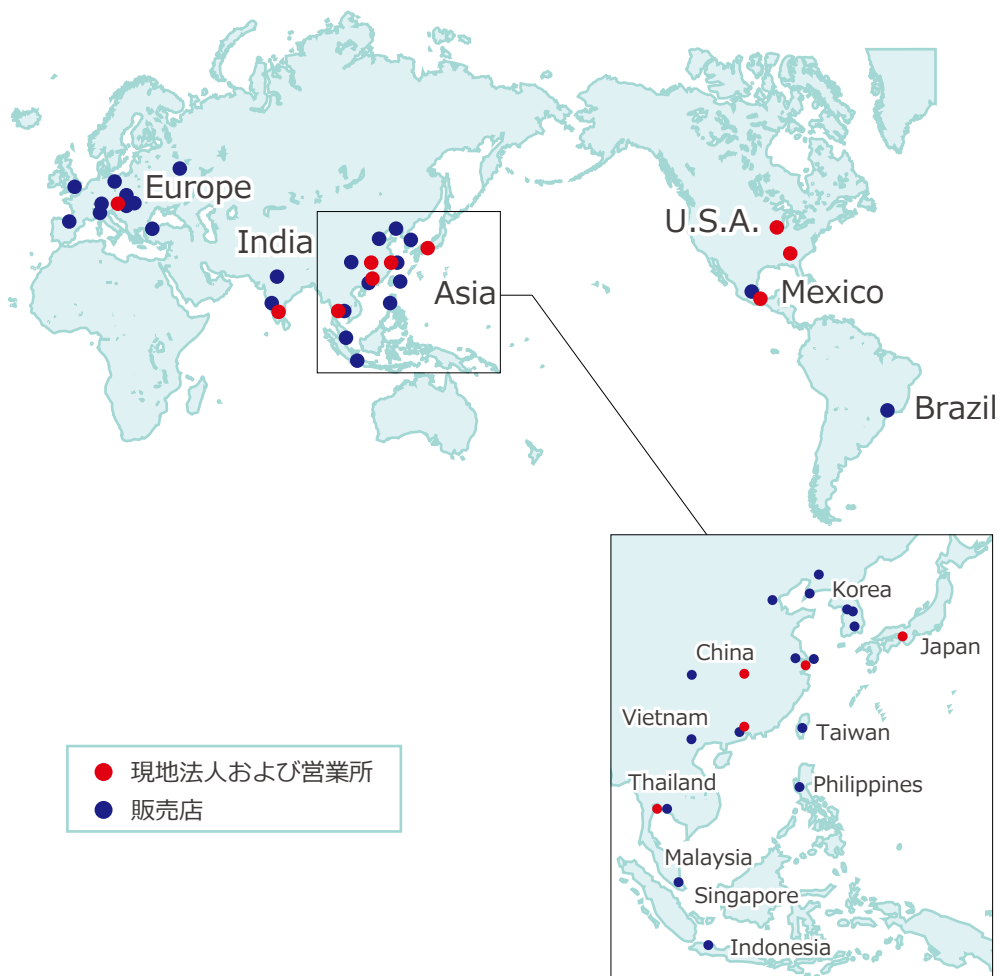 Europe
India
Asia
U.S.A.
Mexico
Brazil
Korea
Japan
China
Vietnam
Taiwan
Thailand
Philippines
Malaysia
Singapore
Indonesia
現地法人および営業所
販売店